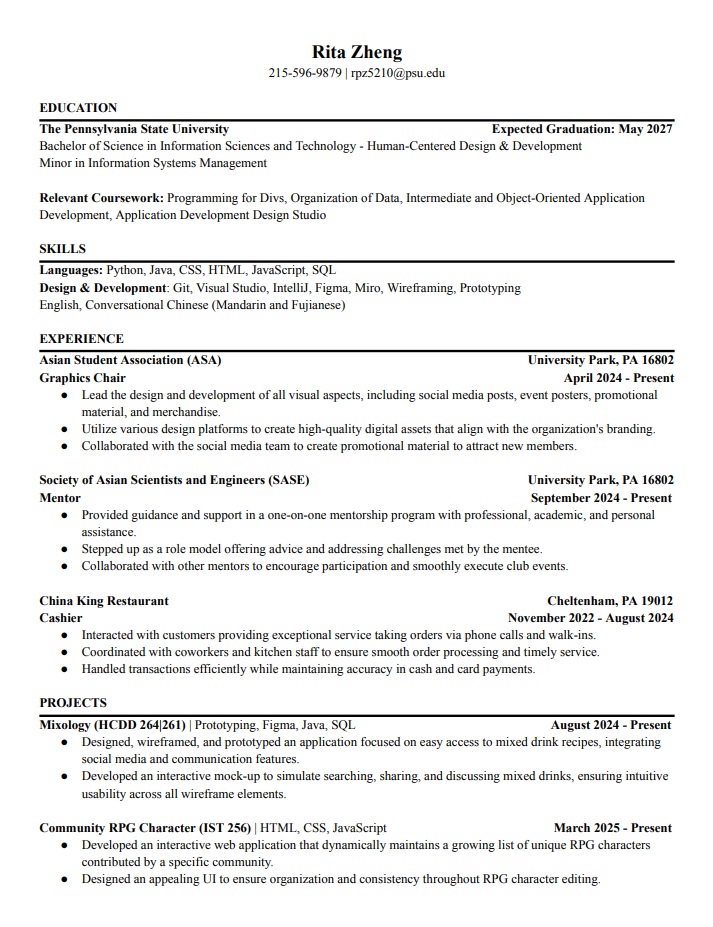 Rita Zheng
215-596-9879 | rpz5210@psu.edu
EDUCATION
The Pennsylvania State University Expected Graduation: May 2027
Bachelor of Science in Information Sciences and Technology - Human-Centered Design & Development
Minor in Information Systems Management
Relevant Coursework: Programming for Divs, Organization of Data, Intermediate and Object-Oriented Application
Development, Application Development Design Studio
SKILLS
Languages: Python, Java, CSS, HTML, JavaScript, SQL
Design & Development: Git, Visual Studio, IntelliJ, Figma, Miro, Wireframing, Prototyping
English, Conversational Chinese (Mandarin and Fujianese)
EXPERIENCE
Asian Student Association (ASA) University Park, PA 16802
Graphics Chair April 2024 - Present
● Lead the design and development of all visual aspects, including social media posts, event posters, promotional
material, and merchandise.
● Utilize various design platforms to create high-quality digital assets that align with the organization's branding.
● Collaborated with the social media team to create promotional material to attract new members.
Society of Asian Scientists and Engineers (SASE) University Park, PA 16802
Mentor September 2024 - Present
● Provided guidance and support in a one-on-one mentorship program with professional, academic, and personal
assistance.
● Stepped up as a role model offering advice and addressing challenges met by the mentee.
● Collaborated with other mentors to encourage participation and smoothly execute club events.
China King Restaurant Cheltenham, PA 19012
Cashier November 2022 - August 2024
● Interacted with customers providing exceptional service taking orders via phone calls and walk-ins.
● Coordinated with coworkers and kitchen staff to ensure smooth order processing and timely service.
● Handled transactions efficiently while maintaining accuracy in cash and card payments.
PROJECTS
Mixology (HCDD 264|261) | Prototyping, Figma, Java, SQL August 2024 - Present
● Designed, wireframed, and prototyped an application focused on easy access to mixed drink recipes, integrating
social media and communication features.
● Developed an interactive mock-up to simulate searching, sharing, and discussing mixed drinks, ensuring intuitive
usability across all wireframe elements.
Community RPG Character (IST 256) | HTML, CSS, JavaScript March 2025 - Present
● Developed an interactive web application that dynamically maintains a growing list of unique RPG characters
contributed by a specific community.
● Designed an appealing UI to ensure organization and consistency throughout RPG character editing.